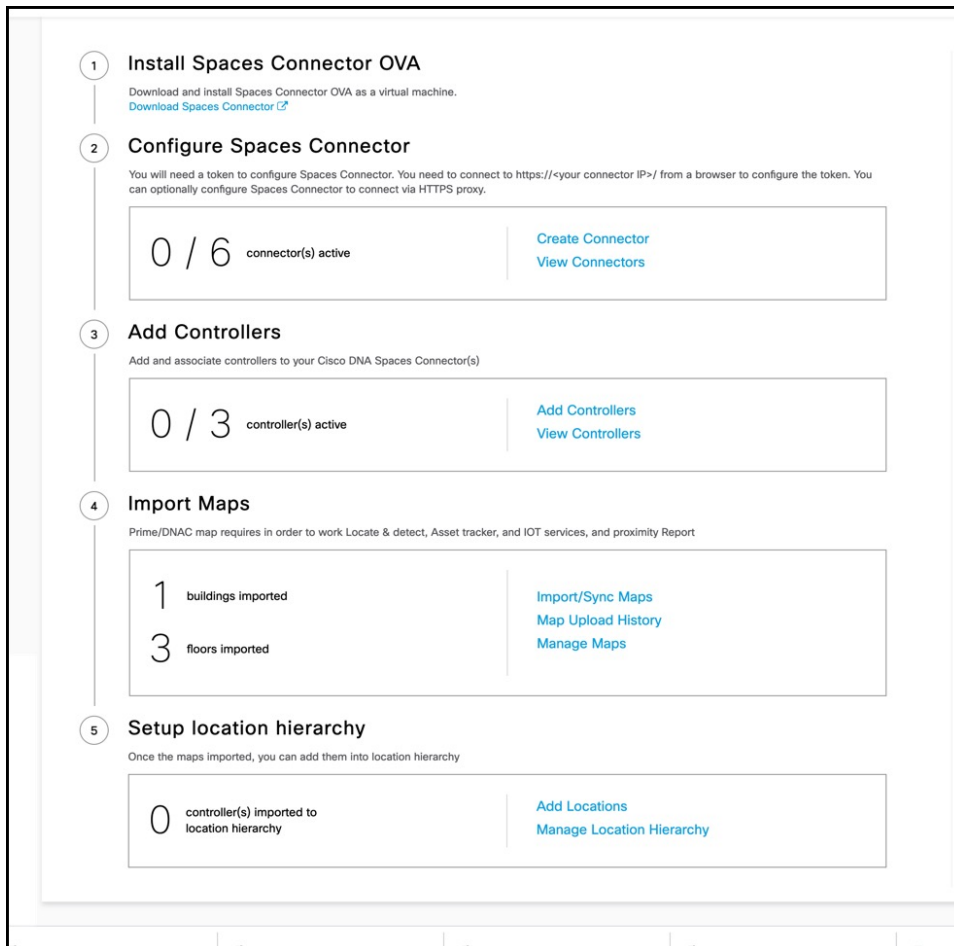 1
Install Spaces Connector OVA
Download and install Spaces Connector OVA as a virtual machine.
Download Spaces Connector
2
Configure Spaces Connector
You will need a token to configure Spaces Connector. You need to connect to https://<your connector IP>/ from a browser to configure the token. You
can optionally configure Spaces Connector to connect via HTTPS proxy.
0 / 6 connector(s) active
Create Connector
View Connectors
3
Add Controllers
Add and associate controllers to your Cisco DNA Spaces Connector(s)
0 / 3 controller(s) active
Add Controllers
View Controllers
4
Import Maps
Prime/DNAC map requires in order to work Locate & detect, Asset tracker, and IOT services, and proximity Report
1 buildings imported
3 floors imported
Import/Sync Maps
Map Upload History
Manage Maps
5
Setup location hierarchy
Once the maps imported, you can add them into location hierarchy
0 controller(s) imported to
location hierarchy
Add Locations
Manage Location Hierarchy